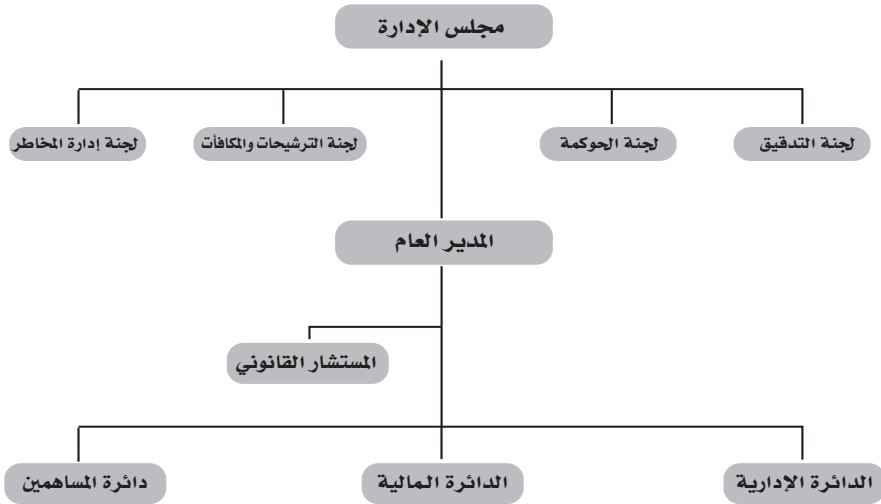 مجلس الإدارة
لجنة التدقيق
لجنة الحوكمة
لجنة الترشيحات والمكافأت
لجنة إدارة المخاطر
المدير العام
المستشار القانوني
الدائرة الإدارية
الدائرة المالية
دائرة المساهمين